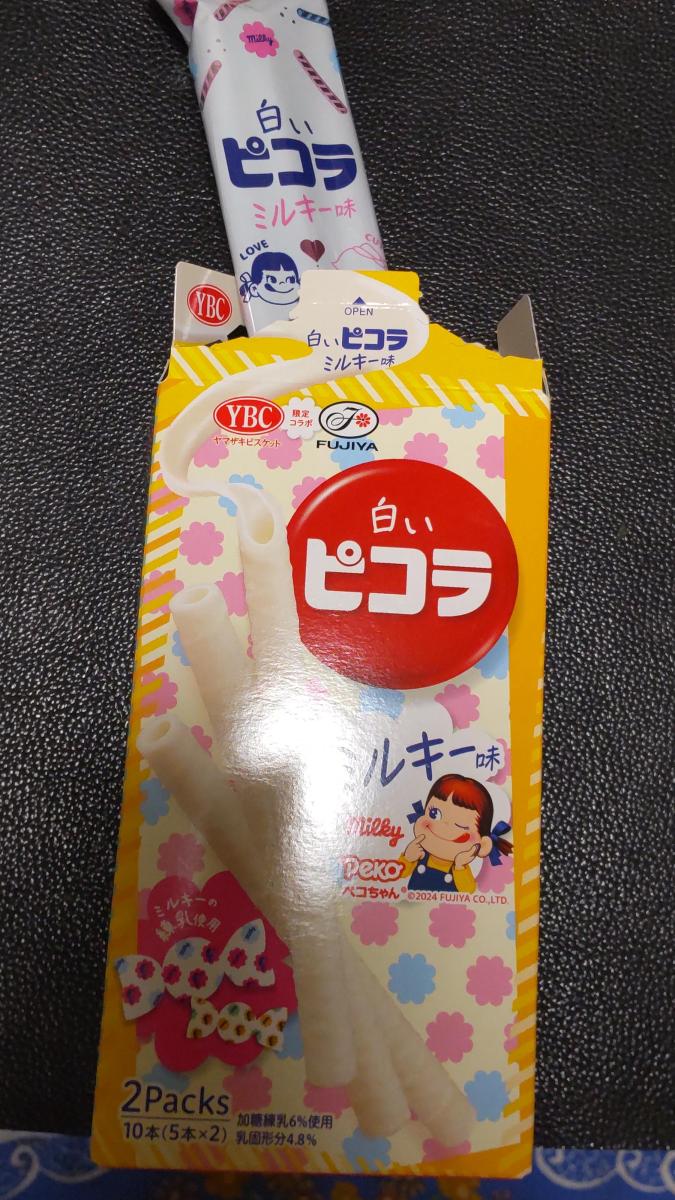 Milky
白い
ピコラ
ミルキー味
LOVE
CU
YBC
OPEN
白いピコラ
ミルキー味
YBC
ヤマザキビスケット
限定
コラボ
F
FUJIYA
白い
ピコラ
ルキー味
Milky
Peko
ペコちゃん®©2024 FUJIYA CO.,LTD.
ミルキーの
練乳使用
2Packs
10本(5本×2)
加糖練乳6%使用
乳固形分4.8%